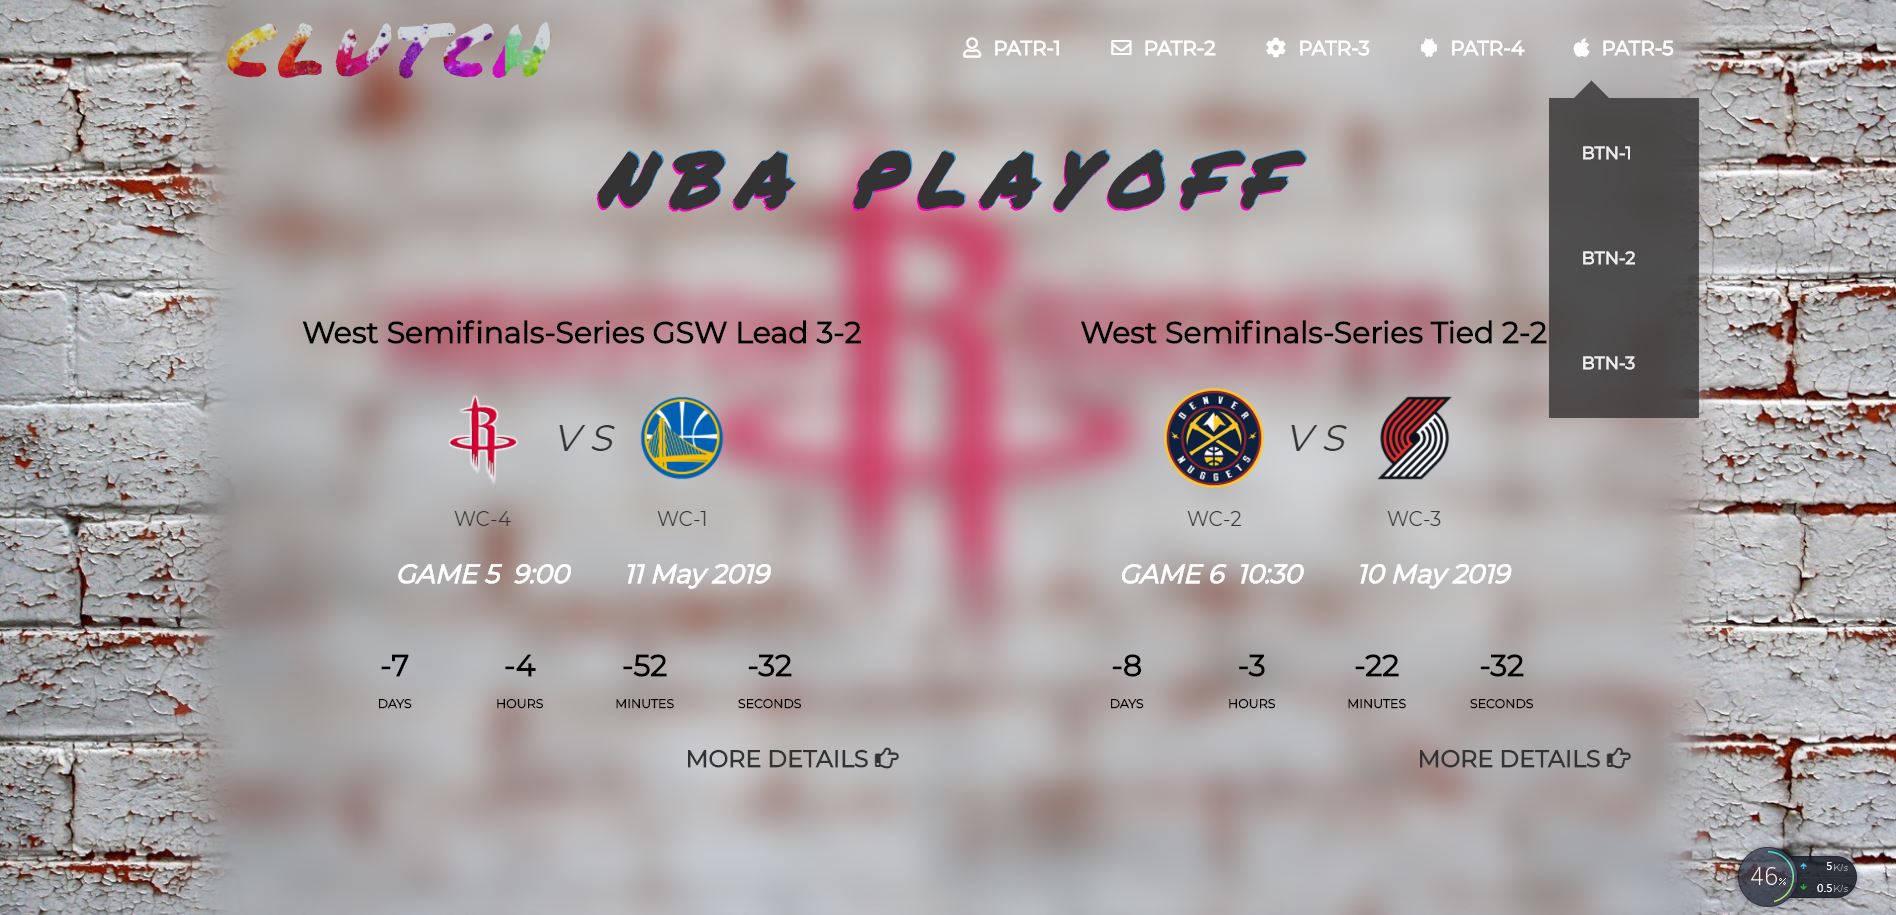 CLUTCH
PATR-1 PATR-2 PATR-3 PATR-4 PATR-5
BTN-1
BTN-2
BTN-3
NBA PLAYOFF
West Semifinals-Series GSW Lead 3-2
R
VS
WC-4 WC-1
GAME 5 9:00 11 May 2019
-7 -4 -52 -32
DAYS HOURS MINUTES SECONDS
MORE DETAILS
West Semifinals-Series Tied 2-2
DENVER
NUGGETS
VS
WC-2 WC-3
GAME 6 10:30 10 May 2019
-8 -3 -22 -32
DAYS HOURS MINUTES SECONDS
MORE DETAILS
46%
5K/s
0.5K/s